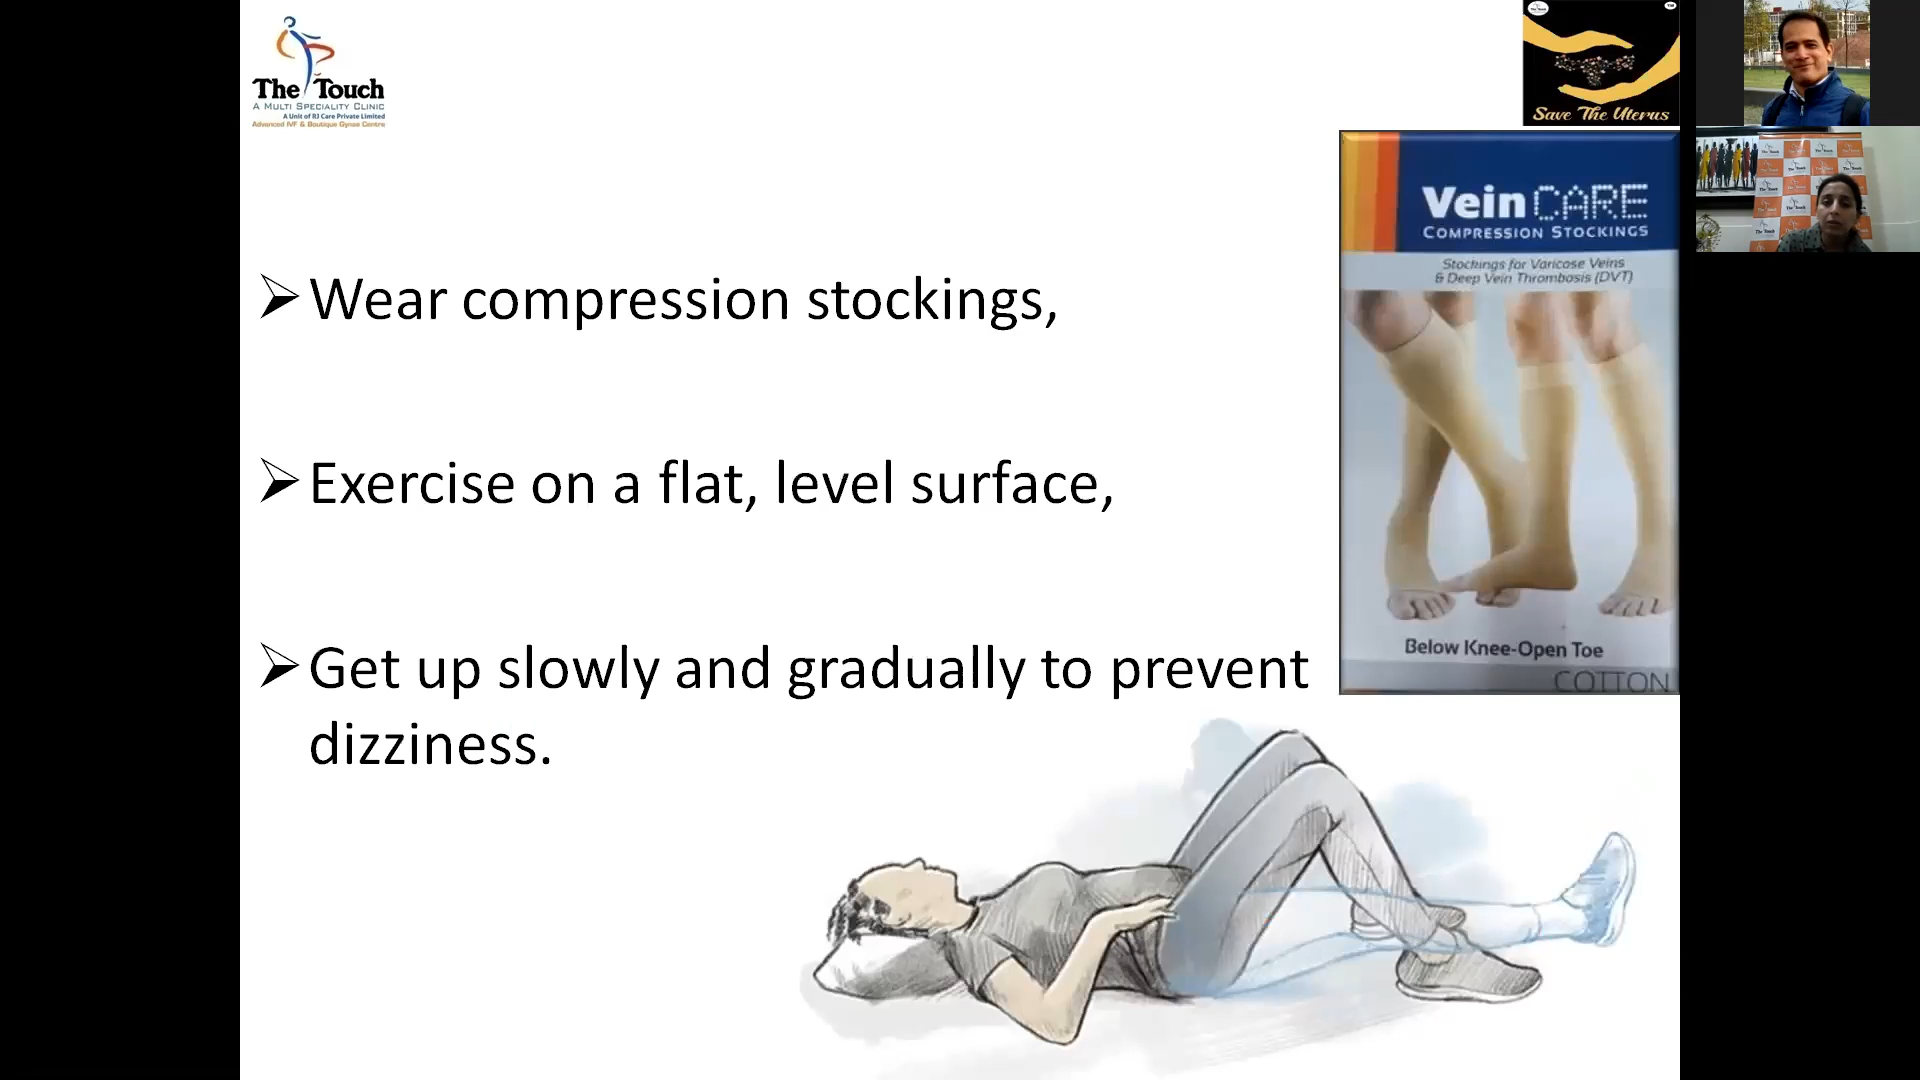 The Touch
A MULTI SPECIALITY CLINIC
A Unit of RJ Care Private Limited
Advanced IVF & Boutique Gynae Centre
Save The Uterus
Vein CARE
COMPRESSION STOCKINGS
Stockings for Varicose Veins
& Deep Vein Thrombosis (DVT)
Below Knee-Open Toe
COTTON
➢Wear compression stockings,
➢Exercise on a flat, level surface,
➢Get up slowly and gradually to prevent
dizziness.